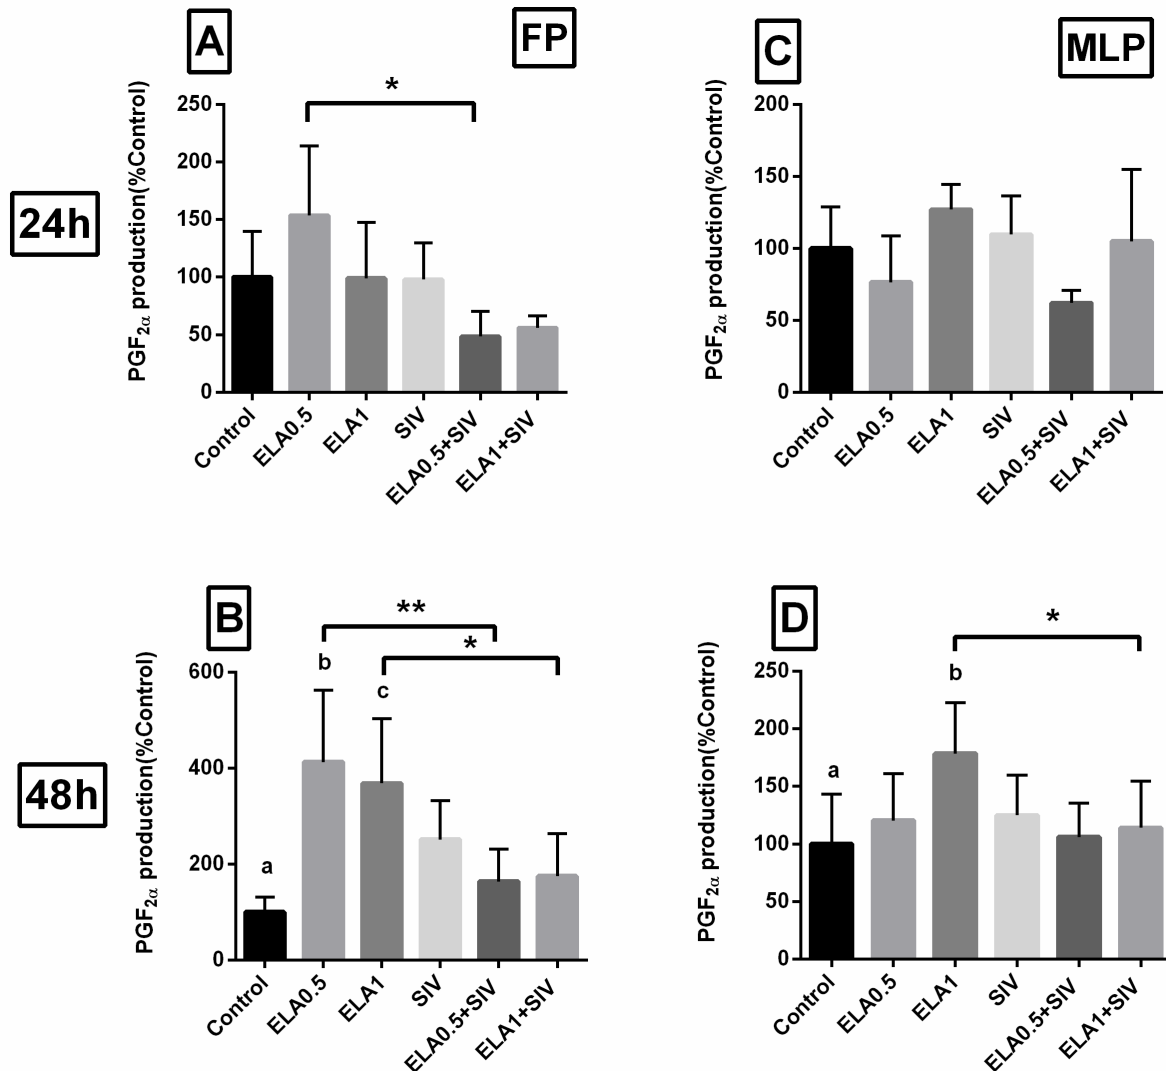 A
FP
PGF2α production(%Control)
*
250
200
150
100
50
0
Control
ELA0.5
ELA1
SIV
ELA0.5+SIV
ELA1+SIV
C
MLP
PGF2α production(%Control)
200
150
100
50
0
Control
ELA0.5
ELA1
SIV
ELA0.5+SIV
ELA1+SIV
24h
B
PGF2α production(%Control)
**
*
600
400
200
0
a
b
c
Control
ELA0.5
ELA1
SIV
ELA0.5+SIV
ELA1+SIV
D
PGF2α production(%Control)
*
250
200
150
100
50
0
a
b
Control
ELA0.5
ELA1
SIV
ELA0.5+SIV
ELA1+SIV
48h